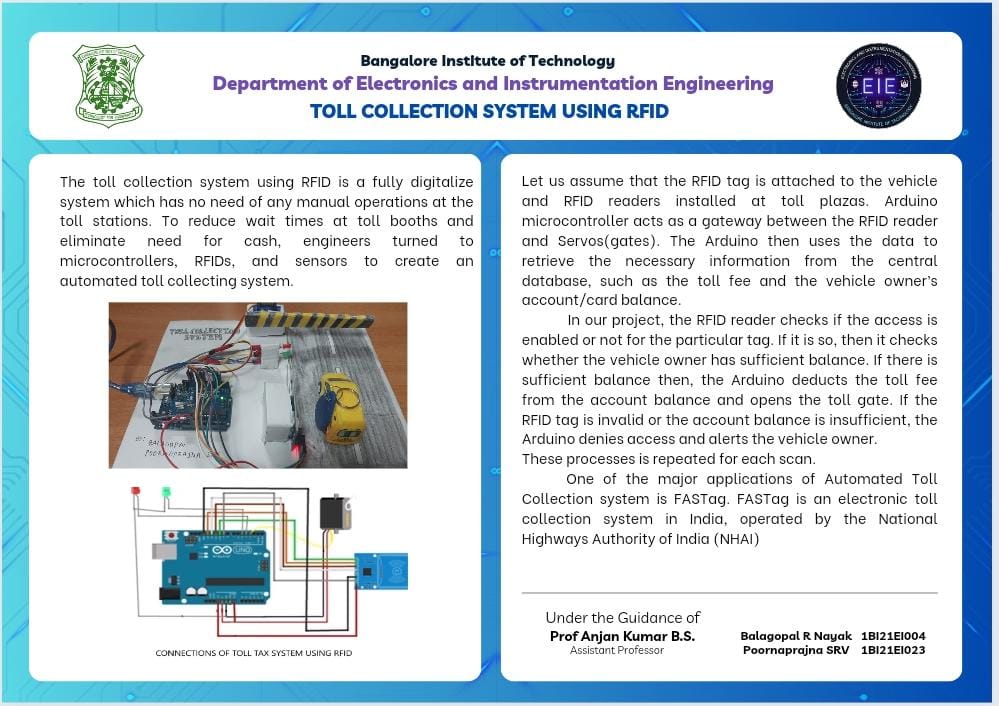 Bangalore Institute of Technology
Department of Electronics and Instrumentation Engineering
TOLL COLLECTION SYSTEM USING RFID
EIE
The toll collection system using RFID is a fully digitalize
system which has no need of any manual operations at the
toll stations. To reduce wait times at toll booths and
eliminate need for cash, engineers turned to
microcontrollers, RFIDs, and sensors to create an
automated toll collecting system.
TOLL COLLECTION
SYSTEM
BY:
BALAGOPAL
POORNAPRAJNA
UNO
CONNECTIONS OF TOLL TAX SYSTEM USING RFID
Let us assume that the RFID tag is attached to the vehicle
and RFID readers installed at toll plazas. Arduino
microcontroller acts as a gateway between the RFID reader
and Servos(gates). The Arduino then uses the data to
retrieve the necessary information from the central
database, such as the toll fee and the vehicle owner's
account/card balance.
In our project, the RFID reader checks if the access is
enabled or not for the particular tag. If it is so, then it checks
whether the vehicle owner has sufficient balance. If there is
sufficient balance then, the Arduino deducts the toll fee
from the account balance and opens the toll gate. If the
RFID tag is invalid or the account balance is insufficient, the
Arduino denies access and alerts the vehicle owner.
These processes is repeated for each scan.
One of the major applications of Automated Toll
Collection system is FASTag. FASTag is an electronic toll
collection system in India, operated by the National
Highways Authority of India (NHAI)
Under the Guidance of
Prof Anjan Kumar B.S.
Assistant Professor
Balagopal R Nayak 1BI21EI004
Poornaprajna SRV 1BI21EI023